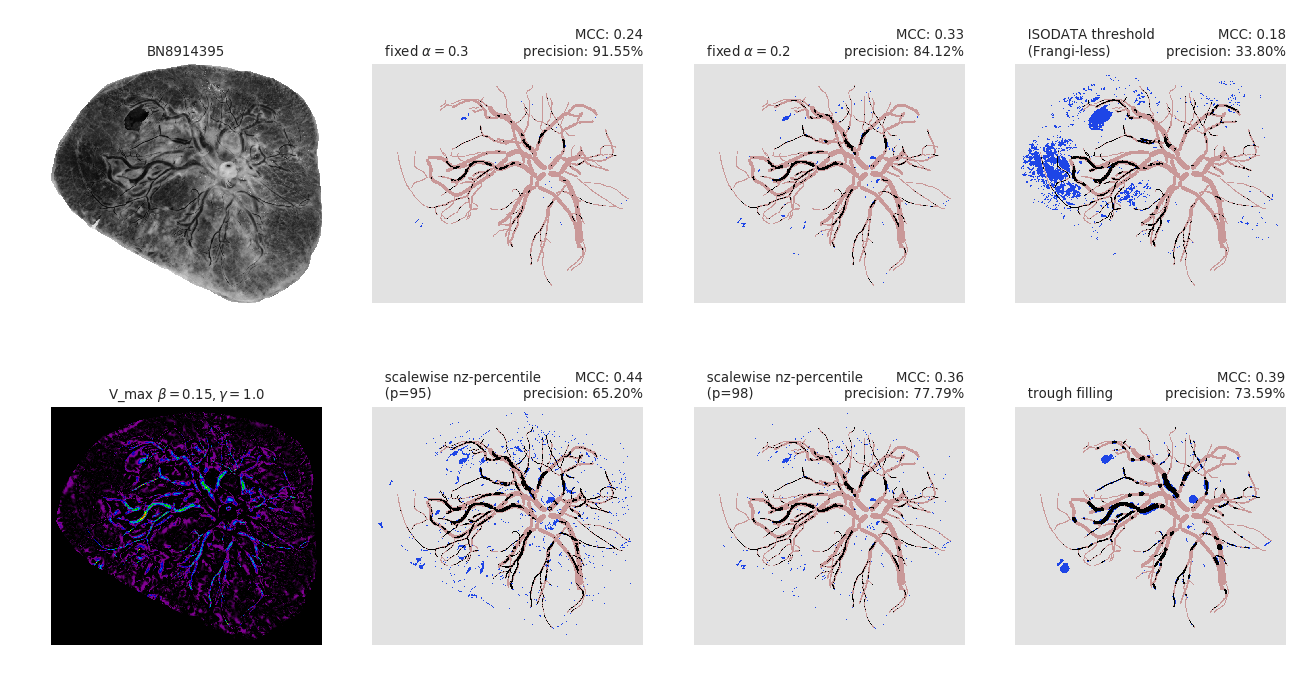 BN8914395
fixed α = 0.3
MCC: 0.24
precision: 91.55%
fixed α = 0.2
MCC: 0.33
precision: 84.12%
ISODATA threshold
(Frangi-less)
MCC: 0.18
precision: 33.80%
V_max β = 0.15, γ = 1.0
scalewise nz-percentile
(p=95)
MCC: 0.44
precision: 65.20%
scalewise nz-percentile
(p=98)
MCC: 0.36
precision: 77.79%
trough filling
MCC: 0.39
precision: 73.59%